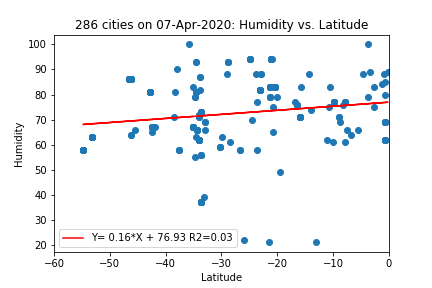 286 cities on 07-Apr-2020: Humidity vs. Latitude
100
90
80
70
60
50
40
30
20
Humidity
Y= 0.16*X + 76.93 R2=0.03
−60 −50 −40 −30 −20 −10 0
Latitude